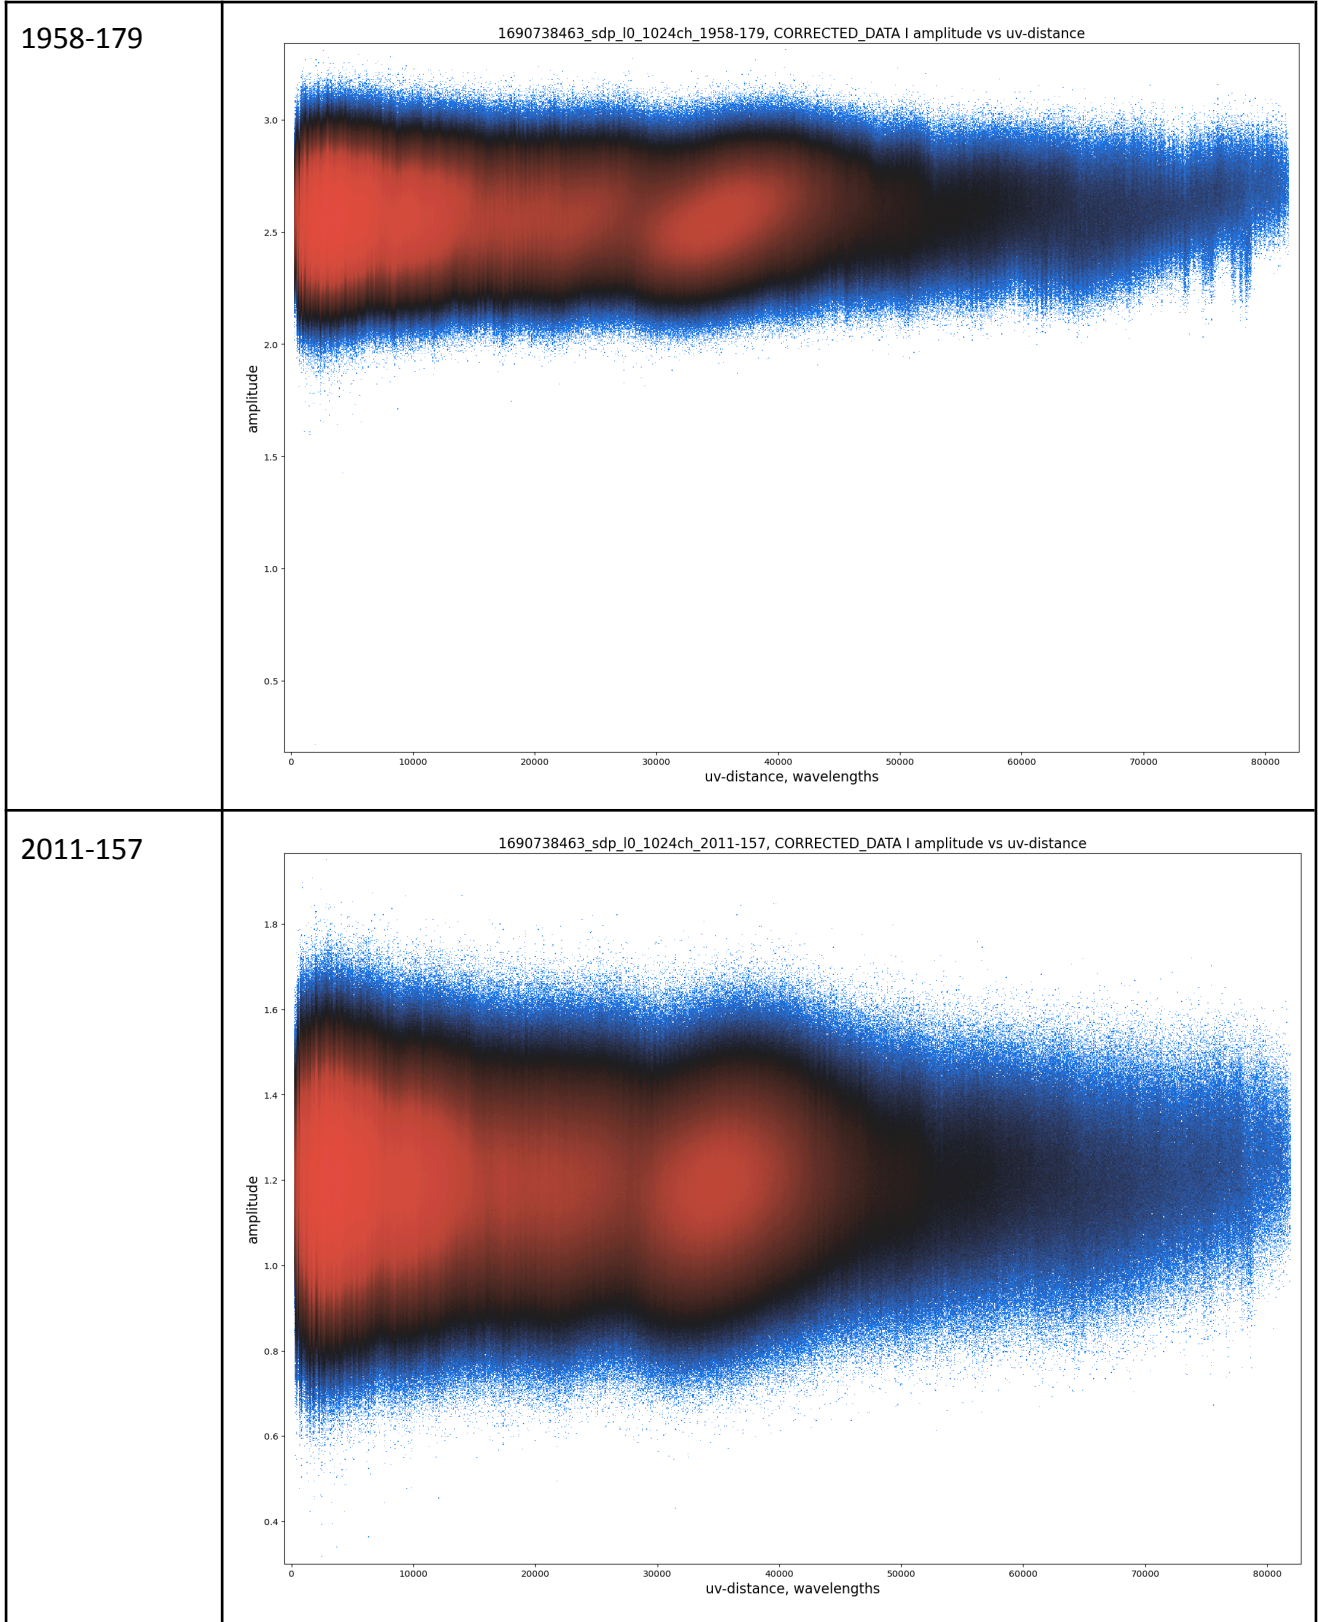 1958-179
1690738463_sdp_l0_1024ch_1958-179, CORRECTED_DATA I amplitude vs uv-distance
3.0
2.5
2.0
1.5
1.0
0.5
amplitude
0 10000 20000 30000 40000 50000 60000 70000 80000
uv-distance, wavelengths
2011-157
1690738463_sdp_l0_1024ch_2011-157, CORRECTED_DATA I amplitude vs uv-distance
1.8
1.6
1.4
1.2
1.0
0.8
0.6
0.4
amplitude
0 10000 20000 30000 40000 50000 60000 70000 80000
uv-distance, wavelengths